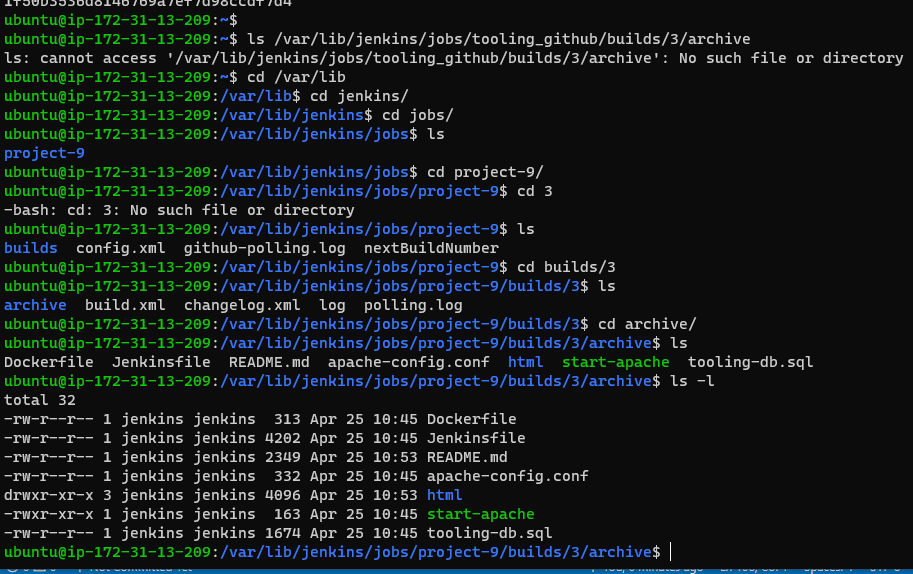 ubuntu@ip-172-31-13-209:~$
ubuntu@ip-172-31-13-209:~$ ls /var/lib/jenkins/jobs/tooling_github/builds/3/archive
ls: cannot access '/var/lib/jenkins/jobs/tooling_github/builds/3/archive': No such file or directory
ubuntu@ip-172-31-13-209:~$ cd /var/lib
ubuntu@ip-172-31-13-209:/var/lib$ cd jenkins/
ubuntu@ip-172-31-13-209:/var/lib/jenkins$ cd jobs/
ubuntu@ip-172-31-13-209:/var/lib/jenkins/jobs$ ls
project-9
ubuntu@ip-172-31-13-209:/var/lib/jenkins/jobs$ cd project-9/
ubuntu@ip-172-31-13-209:/var/lib/jenkins/jobs/project-9$ cd 3
-bash: cd: 3: No such file or directory
ubuntu@ip-172-31-13-209:/var/lib/jenkins/jobs/project-9$ ls
builds  config.xml  github-polling.log  nextBuildNumber
ubuntu@ip-172-31-13-209:/var/lib/jenkins/jobs/project-9$ cd builds/3
ubuntu@ip-172-31-13-209:/var/lib/jenkins/jobs/project-9/builds/3$ ls
archive  build.xml  changelog.xml  log  polling.log
ubuntu@ip-172-31-13-209:/var/lib/jenkins/jobs/project-9/builds/3$ cd archive/
ubuntu@ip-172-31-13-209:/var/lib/jenkins/jobs/project-9/builds/3/archive$ ls
Dockerfile  Jenkinsfile  README.md  apache-config.conf  html  start-apache  tooling-db.sql
ubuntu@ip-172-31-13-209:/var/lib/jenkins/jobs/project-9/builds/3/archive$ ls -l
total 32
-rw-r--r-- 1 jenkins jenkins  313 Apr 25 10:45 Dockerfile
-rw-r--r-- 1 jenkins jenkins 4202 Apr 25 10:45 Jenkinsfile
-rw-r--r-- 1 jenkins jenkins 2349 Apr 25 10:53 README.md
-rw-r--r-- 1 jenkins jenkins  332 Apr 25 10:45 apache-config.conf
drwxr-xr-x 3 jenkins jenkins 4096 Apr 25 10:53 html
-rwxr-xr-x 1 jenkins jenkins  163 Apr 25 10:45 start-apache
-rw-r--r-- 1 jenkins jenkins 1674 Apr 25 10:45 tooling-db.sql
ubuntu@ip-172-31-13-209:/var/lib/jenkins/jobs/project-9/builds/3/archive$